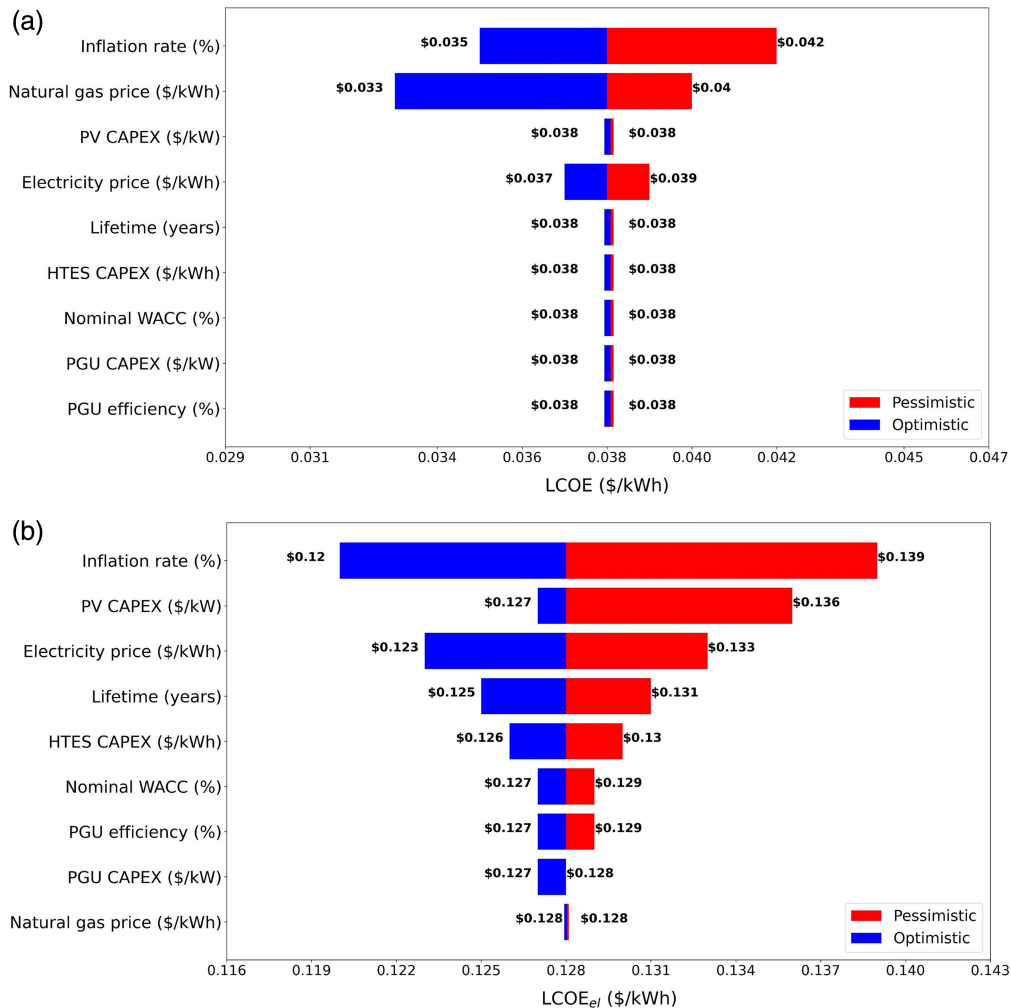 (a)
Inflation rate (%)
$0.035
$0.042
Natural gas price ($/kWh)
$0.033
$0.04
PV CAPEX ($/kW)
$0.038
$0.038
Electricity price ($/kWh)
$0.037
$0.039
Lifetime (years)
$0.038
$0.038
HTES CAPEX ($/kWh)
$0.038
$0.038
Nominal WACC (%)
$0.038
$0.038
PGU CAPEX ($/kW)
$0.038
$0.038
PGU efficiency (%)
$0.038
$0.038
Pessimistic
Optimistic
0.029 0.031 0.034 0.036 0.038 0.040 0.042 0.045 0.047
LCOE ($/kWh)
(b)
Inflation rate (%)
$0.12
$0.139
PV CAPEX ($/kW)
$0.127
$0.136
Electricity price ($/kWh)
$0.123
$0.133
Lifetime (years)
$0.125
$0.131
HTES CAPEX ($/kWh)
$0.126
$0.13
Nominal WACC (%)
$0.127
$0.129
PGU efficiency (%)
$0.127
$0.129
PGU CAPEX ($/kW)
$0.127
$0.128
Natural gas price ($/kWh)
$0.128
$0.128
Pessimistic
Optimistic
0.116 0.119 0.122 0.125 0.128 0.131 0.134 0.137 0.140 0.143
LCOE_el ($/kWh)